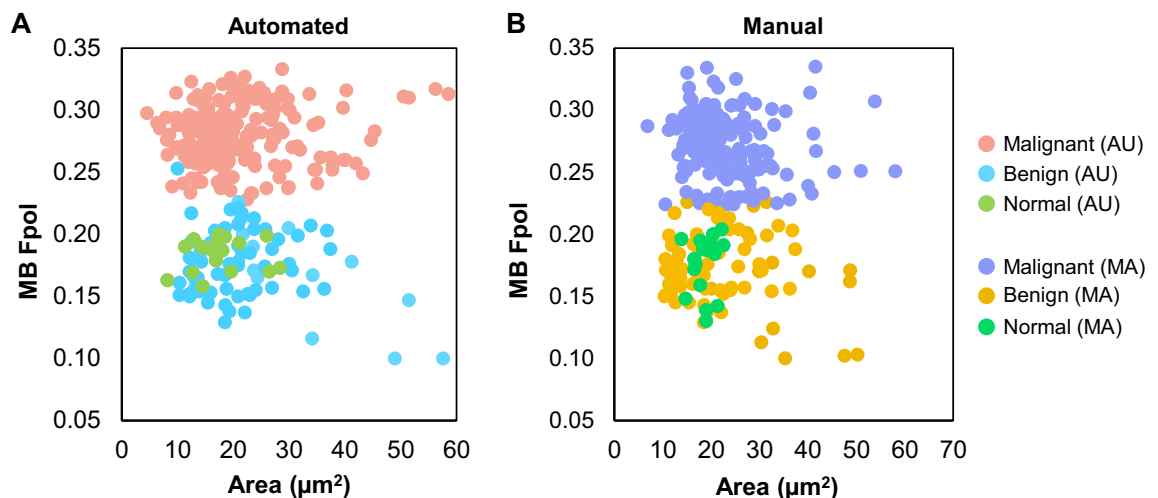 A
Automated
0.35
0.30
0.25
0.20
0.15
0.10
0.05
MB Fpol
0
10
20
30
40
50
60
Area (µm²)
B
Manual
0.35
0.30
0.25
0.20
0.15
0.10
0.05
MB Fpol
0
10
20
30
40
50
60
70
Area (µm²)
Malignant (AU)
Benign (AU)
Normal (AU)
Malignant (MA)
Benign (MA)
Normal (MA)